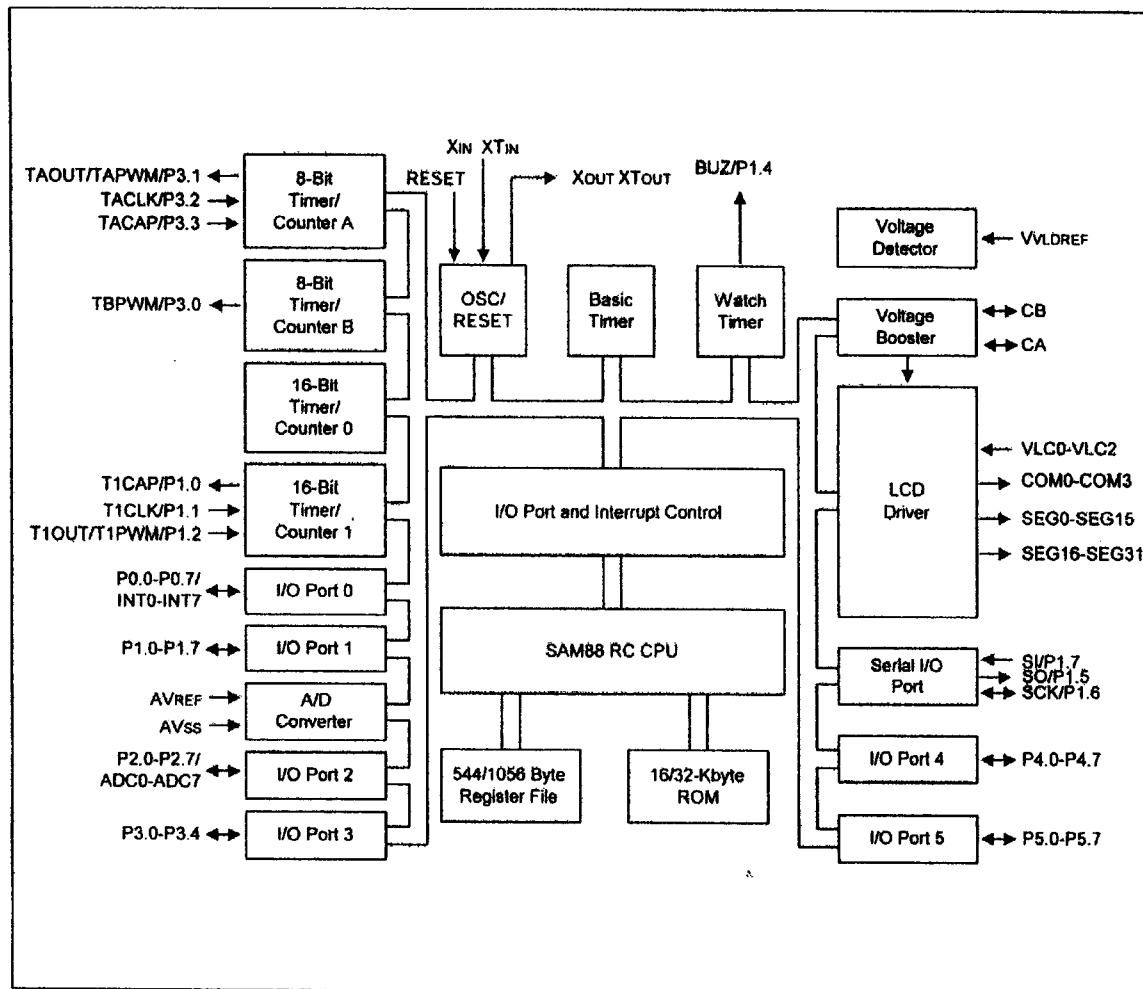 TAOUT/TAPWM/P3.1
TACLK/P3.2
TACAP/P3.3
8-Bit
Timer/
Counter A
TBPWM/P3.0
8-Bit
Timer/
Counter B
16-Bit
Timer/
Counter 0
T1CAP/P1.0
T1CLK/P1.1
T1OUT/T1PWM/P1.2
16-Bit
Timer/
Counter 1
P0.0-P0.7/
INT0-INT7
I/O Port 0
P1.0-P1.7
I/O Port 1
AVREF
AVSS
A/D
Converter
P2.0-P2.7/
ADC0-ADC7
I/O Port 2
P3.0-P3.4
I/O Port 3
XIN XTIN
RESET
XOUT XTOUT
BUZ/P1.4
OSC/
RESET
Basic
Timer
Watch
Timer
I/O Port and Interrupt Control
SAM88 RC CPU
544/1056 Byte
Register File
16/32-Kbyte
ROM
Voltage
Detector
VVLDREF
Voltage
Booster
CB
CA
LCD
Driver
VLC0-VLC2
COM0-COM3
SEG0-SEG15
SEG16-SEG31
Serial I/O
Port
SI/P1.7
SO/P1.5
SCK/P1.6
I/O Port 4
P4.0-P4.7
I/O Port 5
P5.0-P5.7